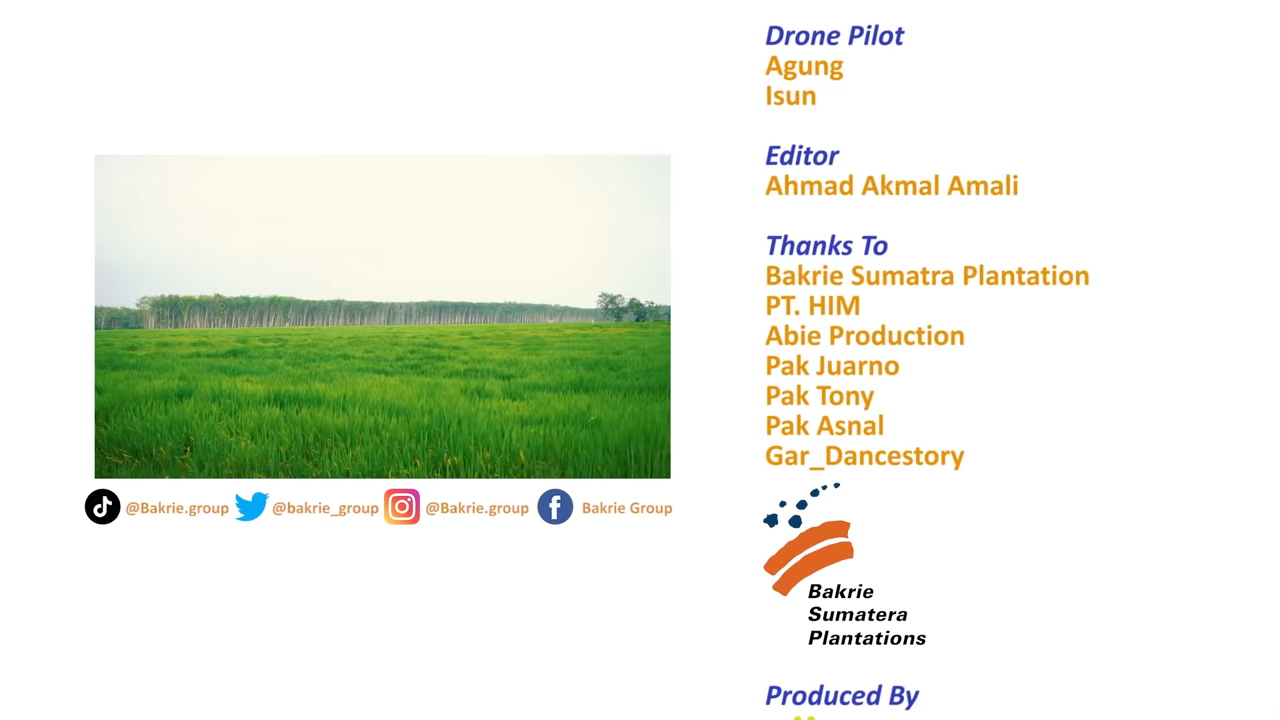 Drone Pilot
Agung
Isun
Editor
Ahmad Akmal Amali
Thanks To
Bakrie Sumatra Plantation
PT. HIM
Abie Production
Pak Juarno
Pak Tony
Pak Asnal
Gar_Dancestory
Bakrie
Sumatera
Plantations
Produced By
@Bakrie.group @bakrie_group @Bakrie.group Bakrie Group